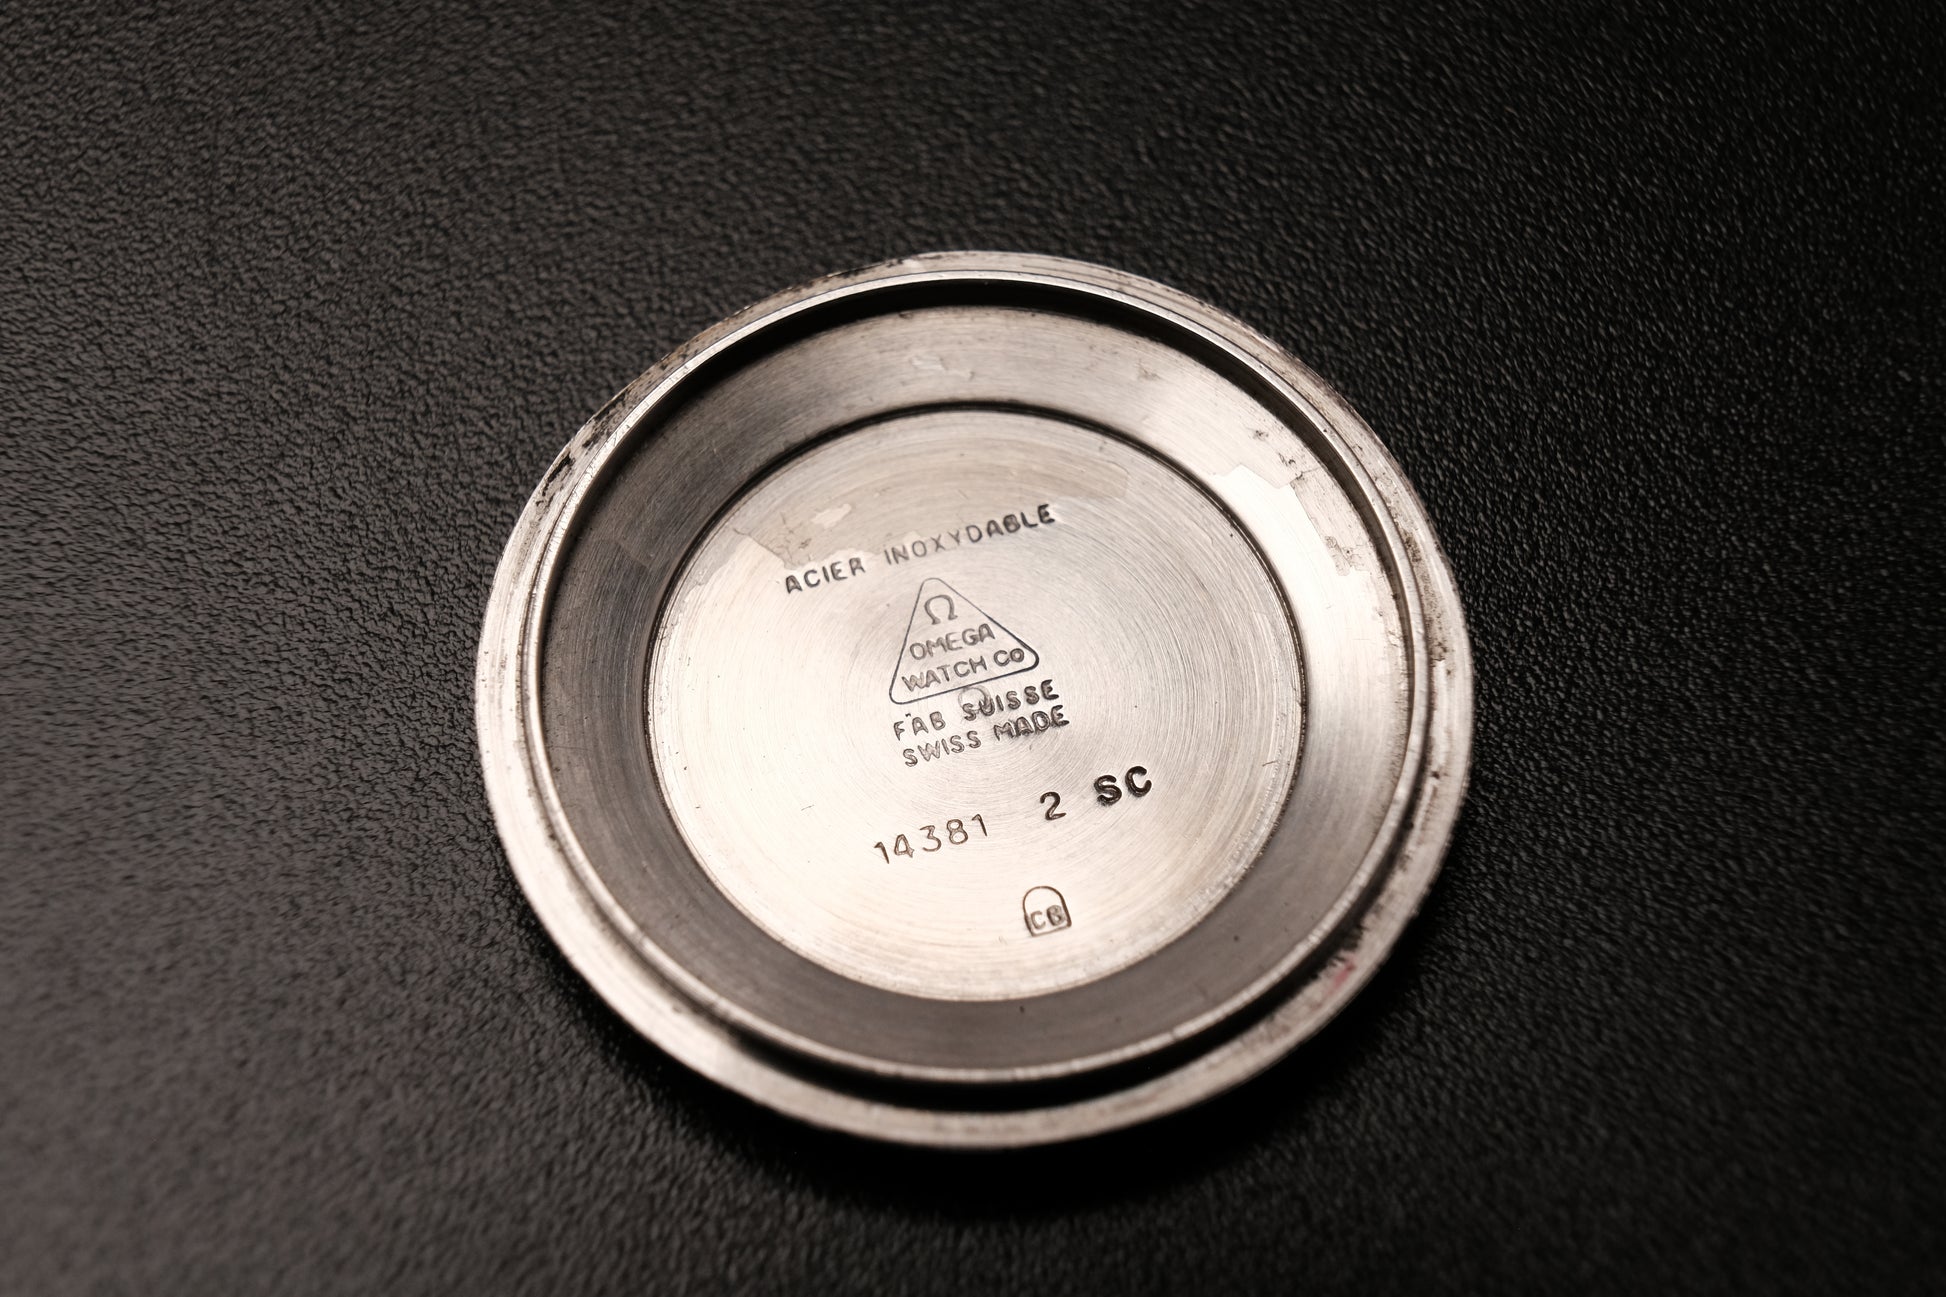 ACIER INOXYDABLE
Ω
OMEGA
WATCH CO
FAB SUISSE
SWISS MADE
14381 2 SC
CB